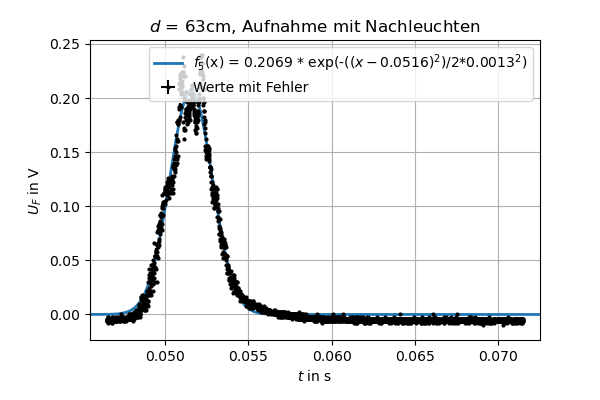 d = 63cm, Aufnahme mit Nachleuchten
f₅(x) = 0.2069 * exp(-((x − 0.0516)²)/2*0.0013²)
Werte mit Fehler
0.25
0.20
0.15
0.10
0.05
0.00
U_F in V
0.050 0.055 0.060 0.065 0.070
t in s